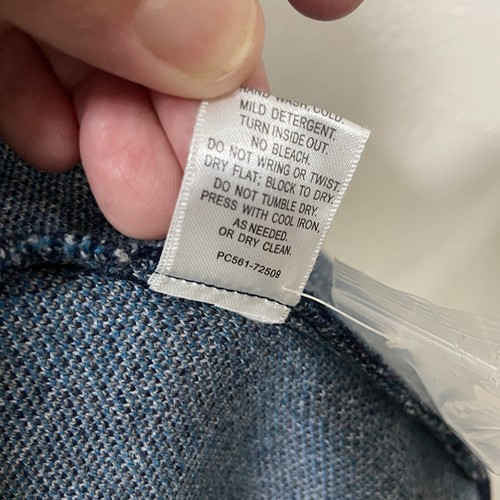 HAND WASH, COLD,
MILD DETERGENT.
TURN INSIDE OUT.
NO BLEACH.
DO NOT WRING OR TWIST.
DRY FLAT; BLOCK TO DRY.
DO NOT TUMBLE DRY.
PRESS WITH COOL IRON,
AS NEEDED.
OR DRY CLEAN.
PC561-72509